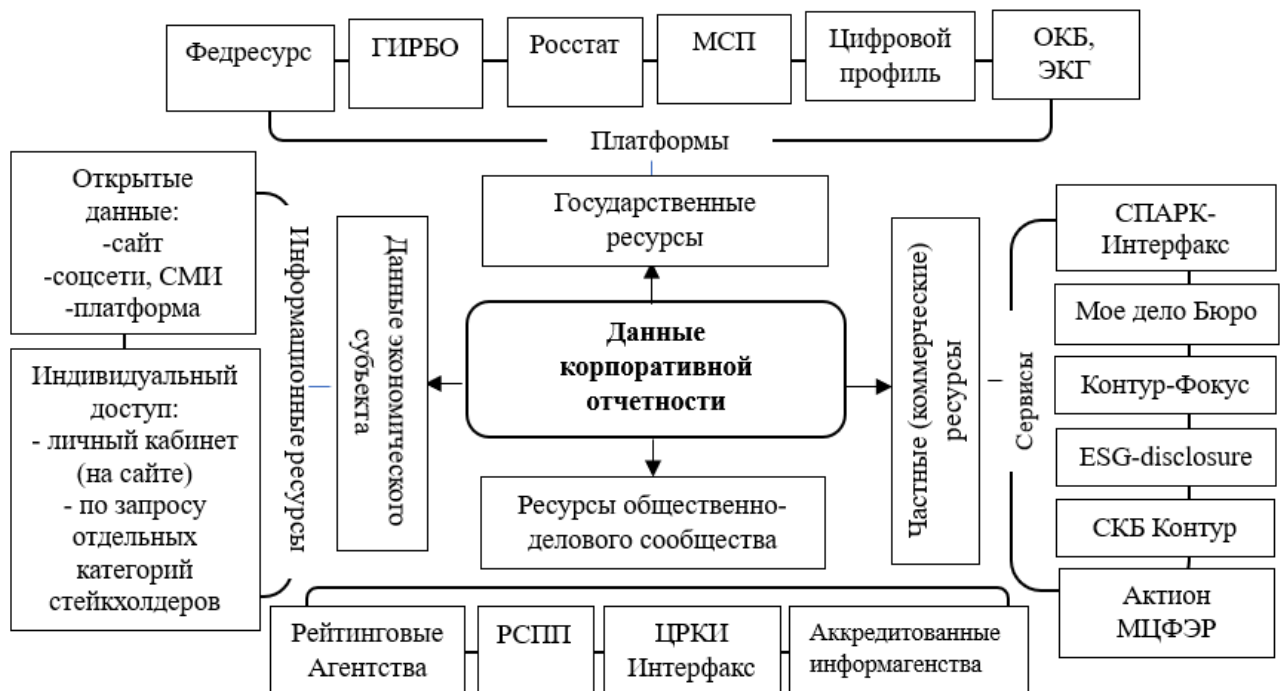 Федресурс
ГИРБО
Росстат
МСП
Цифровой
профиль
ОКБ,
ЭКГ
Платформы
Открытые
данные:
-сайт
-соцсети, СМИ
-платформа
Индивидуальный
доступ:
- личный кабинет
(на сайте)
- по запросу
отдельных
категорий
стейкхолдеров
Информационные ресурсы
Данные экономического
субъекта
Государственные
ресурсы
Данные
корпоративной
отчетности
Ресурсы общественно-
делового сообщества
Частные (коммерческие)
ресурсы
Сервисы
СПАРК-
Интерфакс
Мое дело Бюро
Контур-Фокус
ESG-disclosure
СКБ Контур
Актион
МЦФЭР
Рейтинговые
Агентства
РСПП
ЦРКИ
Интерфакс
Аккредитованные
информагенства